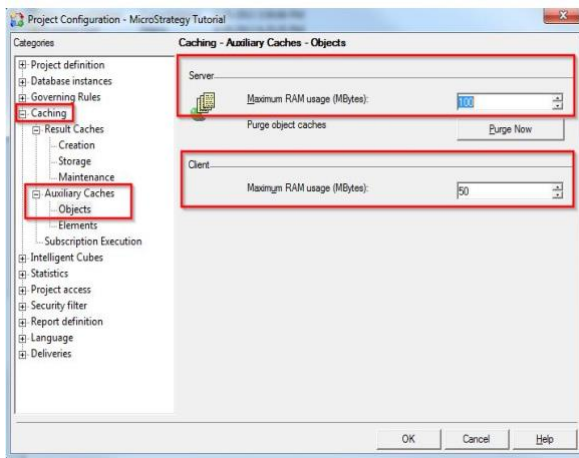 Project Configuration - MicroStrategy Tutorial
Categories
Project definition
Database instances
Governing Rules
Caching
Result Caches
Creation
Storage
Maintenance
Auxiliary Caches
Objects
Elements
Subscription Execution
Intelligent Cubes
Statistics
Project access
Security filter
Report definition
Language
Deliveries
Caching - Auxiliary Caches - Objects
Server
Maximum RAM usage (MBytes): 100
Purge object caches Purge Now
Client
Maximum RAM usage (MBytes): 50
OK Cancel Help